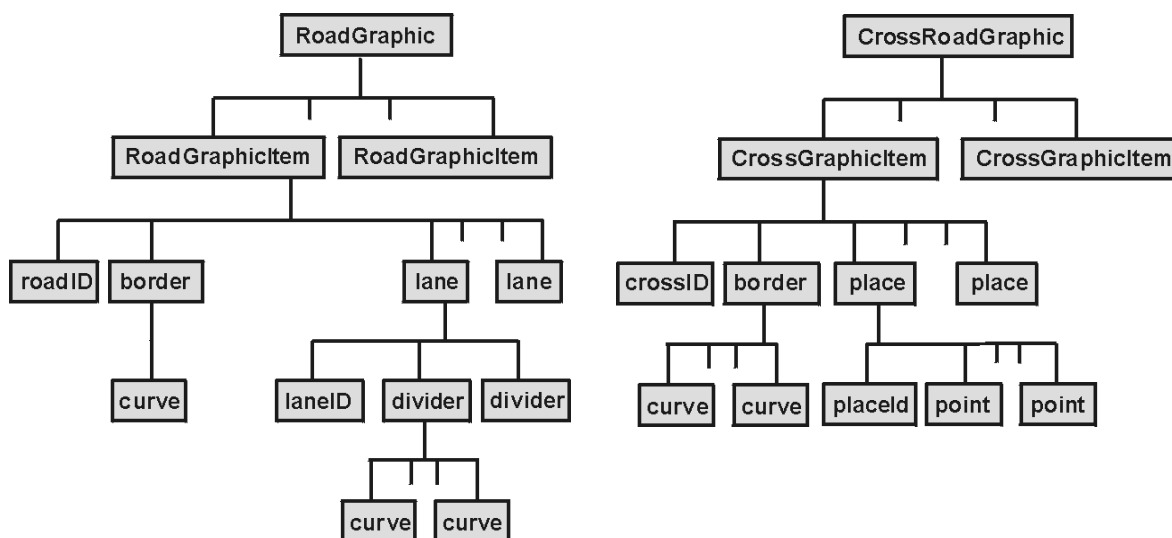 RoadGraphic
CrossRoadGraphic
RoadGraphicItem
RoadGraphicItem
CrossGraphicItem
CrossGraphicItem
roadID
border
lane
lane
crossID
border
place
place
curve
laneID
divider
divider
curve
curve
placeId
point
point
curve
curve